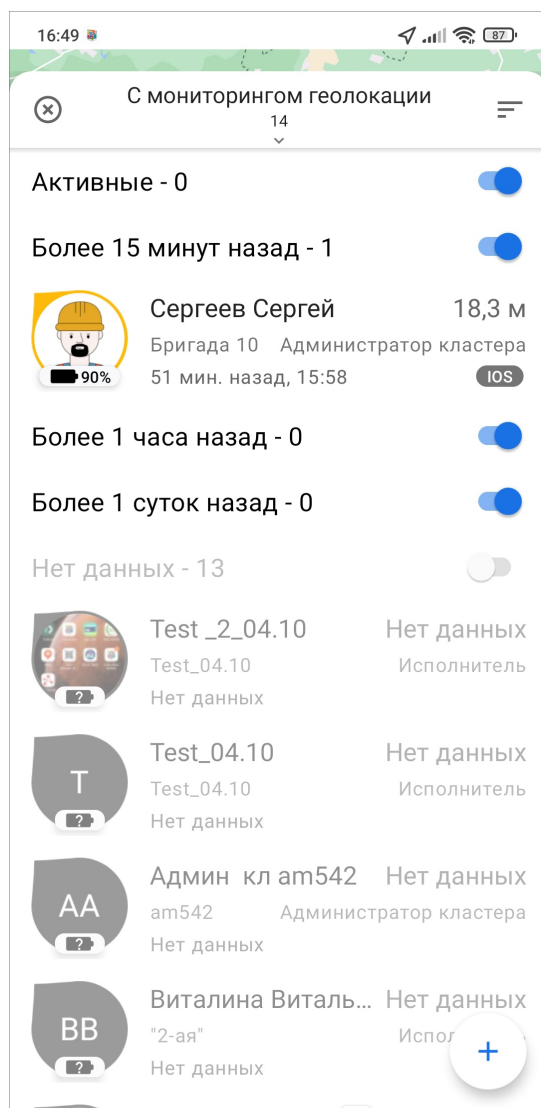 16:49
87
С мониторингом геолокации
14
Активные - 0
Более 15 минут назад - 1
Сергеев Сергей 18,3 м
Бригада 10 Администратор кластера
90% 51 мин. назад, 15:58 IOS
Более 1 часа назад - 0
Более 1 суток назад - 0
Нет данных - 13
Test _2_04.10 Нет данных
Test_04.10 Исполнитель
? Нет данных
Test_04.10 Нет данных
T Test_04.10 Исполнитель
? Нет данных
Админ кл am542 Нет данных
АА am542 Администратор кластера
? Нет данных
Виталина Виталь... Нет данных
ВВ "2-ая" Испол
? Нет данных
+